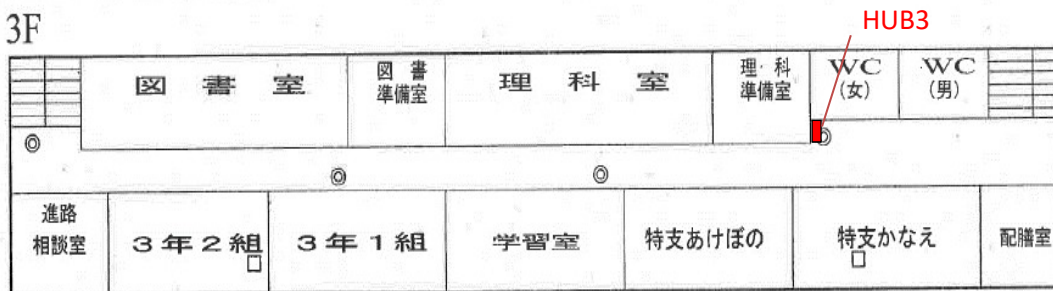 3F
HUB3
図書室
図書
準備室
理科室
理・科
準備室
WC
(女)
WC
(男)
進路
相談室
3年2組
3年1組
学習室
特支あけぼの
特支かなえ
配膳室